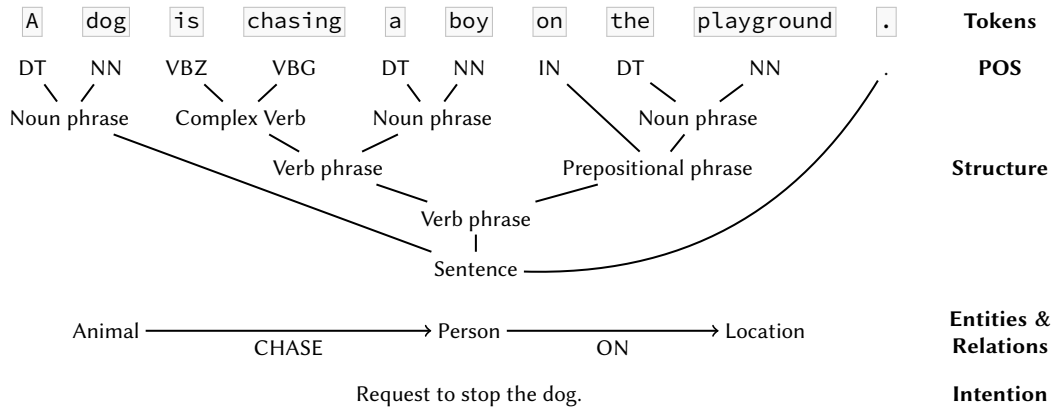 A dog is chasing a boy on the playground . Tokens
DT NN VBZ VBG DT NN IN DT NN . POS
Noun phrase Complex Verb Noun phrase Noun phrase
Verb phrase Prepositional phrase Structure
Verb phrase
Sentence
Animal Person Location Entities &
CHASE ON Relations
Request to stop the dog. Intention